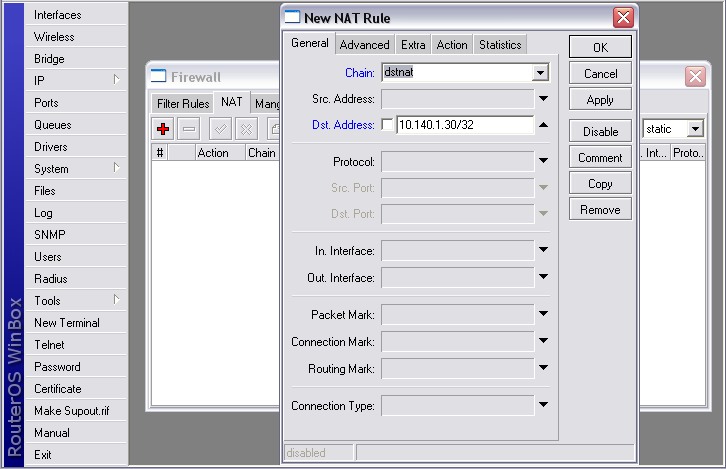 RouterOS WinBox
Interfaces
Wireless
Bridge
IP
Ports
Queues
Drivers
System
Files
Log
SNMP
Users
Radius
Tools
New Terminal
Telnet
Password
Certificate
Make Supout.rif
Manual
Exit
Firewall
Filter Rules NAT
# Action Chain
static
Int... Proto..
New NAT Rule
General Advanced Extra Action Statistics
Chain: dstnat
Src. Address:
Dst. Address: 10.140.1.30/32
Protocol:
Src. Port:
Dst. Port:
In. Interface:
Out. Interface:
Packet Mark:
Connection Mark:
Routing Mark:
Connection Type:
disabled
OK
Cancel
Apply
Disable
Comment
Copy
Remove